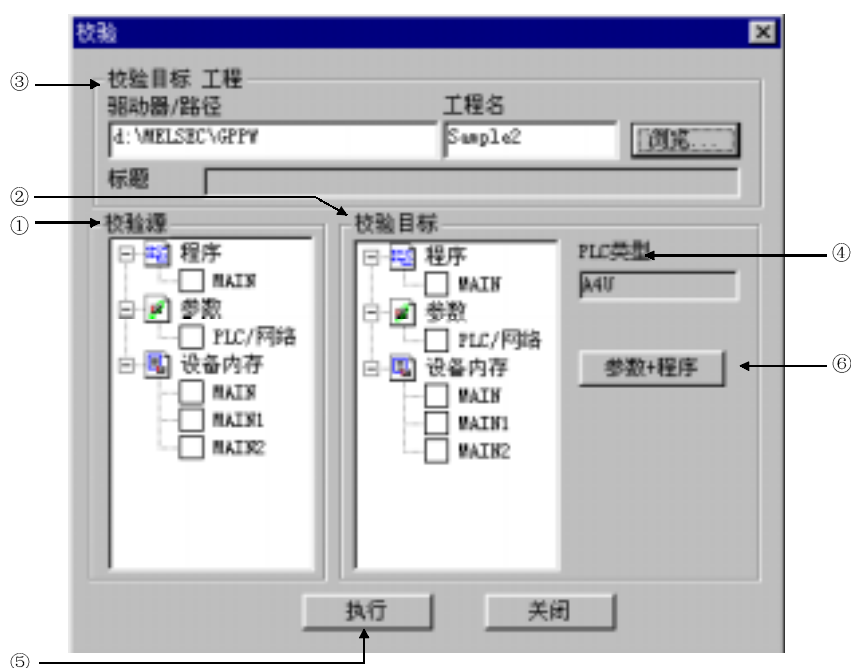 校验
③
校验目标 工程
驱动器/路径
工程名
d:\MELSEC\GPPW
Sample2
浏览...
标题
②
①
校验源
校验目标
程序
MAIN
参数
PLC/网络
设备内存
MAIN
MAIN1
MAIN2
程序
MAIN
参数
PLC/网络
设备内存
MAIN
MAIN1
MAIN2
PLC类型
④
A4U
参数+程序
⑥
执行
关闭
⑤